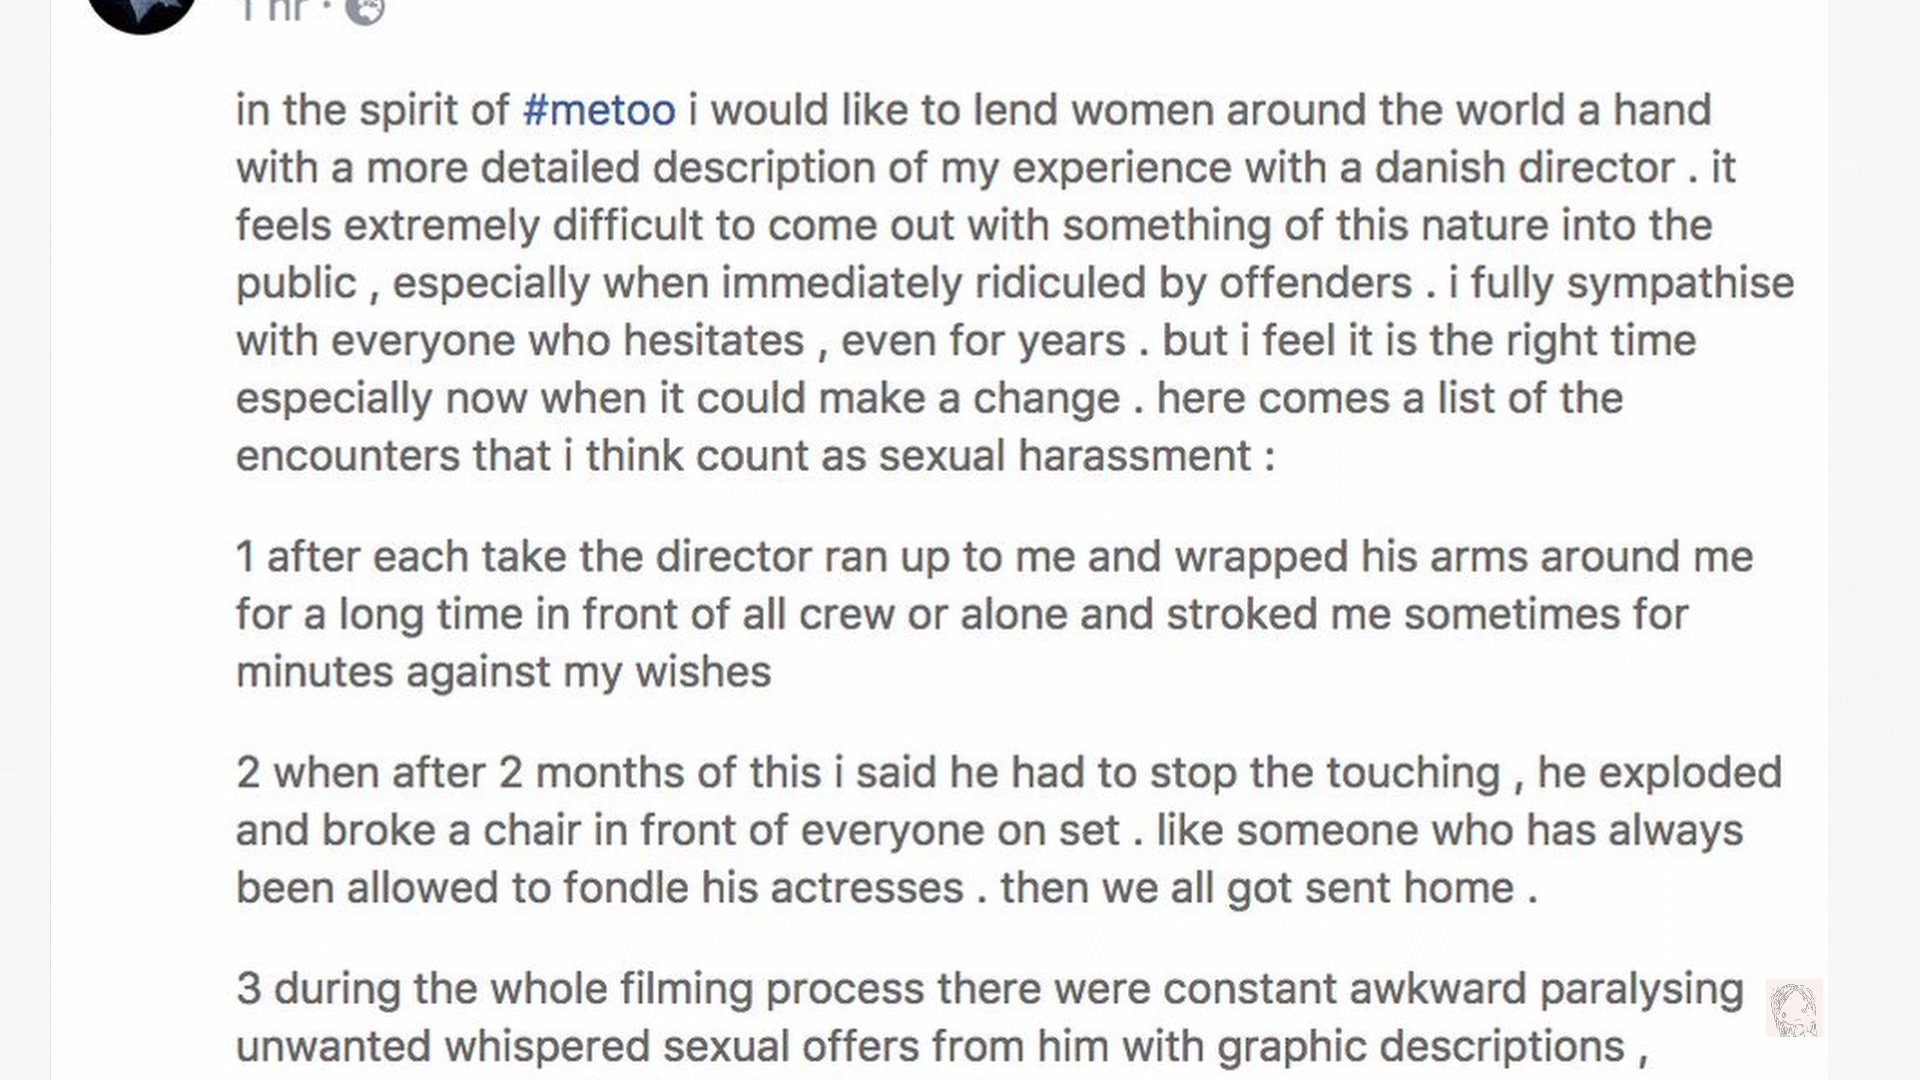 1 hr ·
in the spirit of #metoo i would like to lend women around the world a hand
with a more detailed description of my experience with a danish director . it
feels extremely difficult to come out with something of this nature into the
public , especially when immediately ridiculed by offenders . i fully sympathise
with everyone who hesitates , even for years . but i feel it is the right time
especially now when it could make a change . here comes a list of the
encounters that i think count as sexual harassment :
1 after each take the director ran up to me and wrapped his arms around me
for a long time in front of all crew or alone and stroked me sometimes for
minutes against my wishes
2 when after 2 months of this i said he had to stop the touching , he exploded
and broke a chair in front of everyone on set . like someone who has always
been allowed to fondle his actresses . then we all got sent home .
3 during the whole filming process there were constant awkward paralysing
unwanted whispered sexual offers from him with graphic descriptions ,